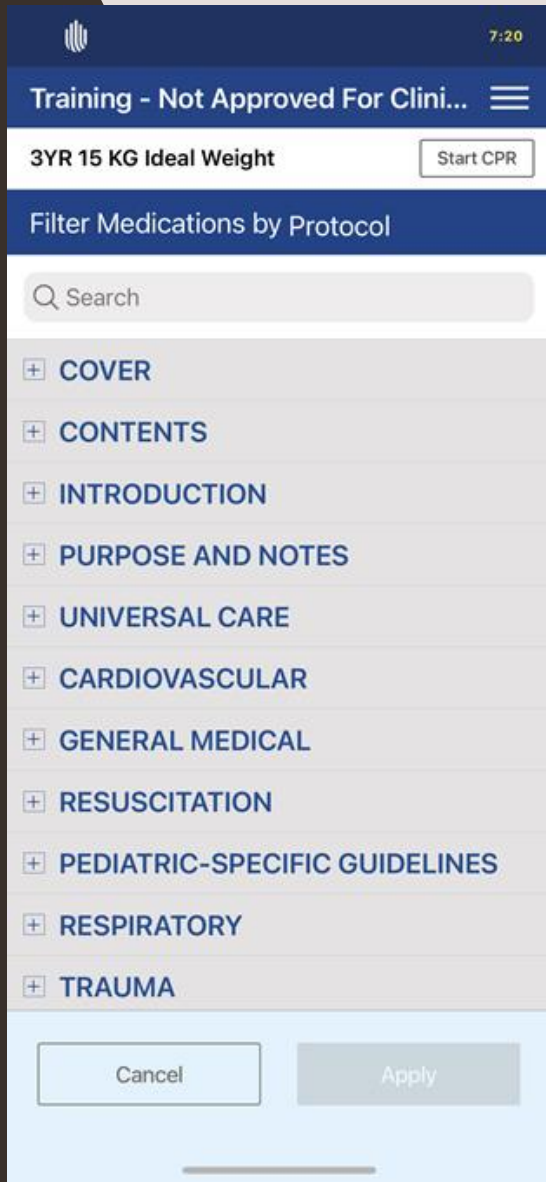 7:20
Training - Not Approved For Clini...
3YR 15 KG Ideal Weight
Start CPR
Filter Medications by Protocol
Search
COVER
CONTENTS
INTRODUCTION
PURPOSE AND NOTES
UNIVERSAL CARE
CARDIOVASCULAR
GENERAL MEDICAL
RESUSCITATION
PEDIATRIC-SPECIFIC GUIDELINES
RESPIRATORY
TRAUMA
Cancel
Apply